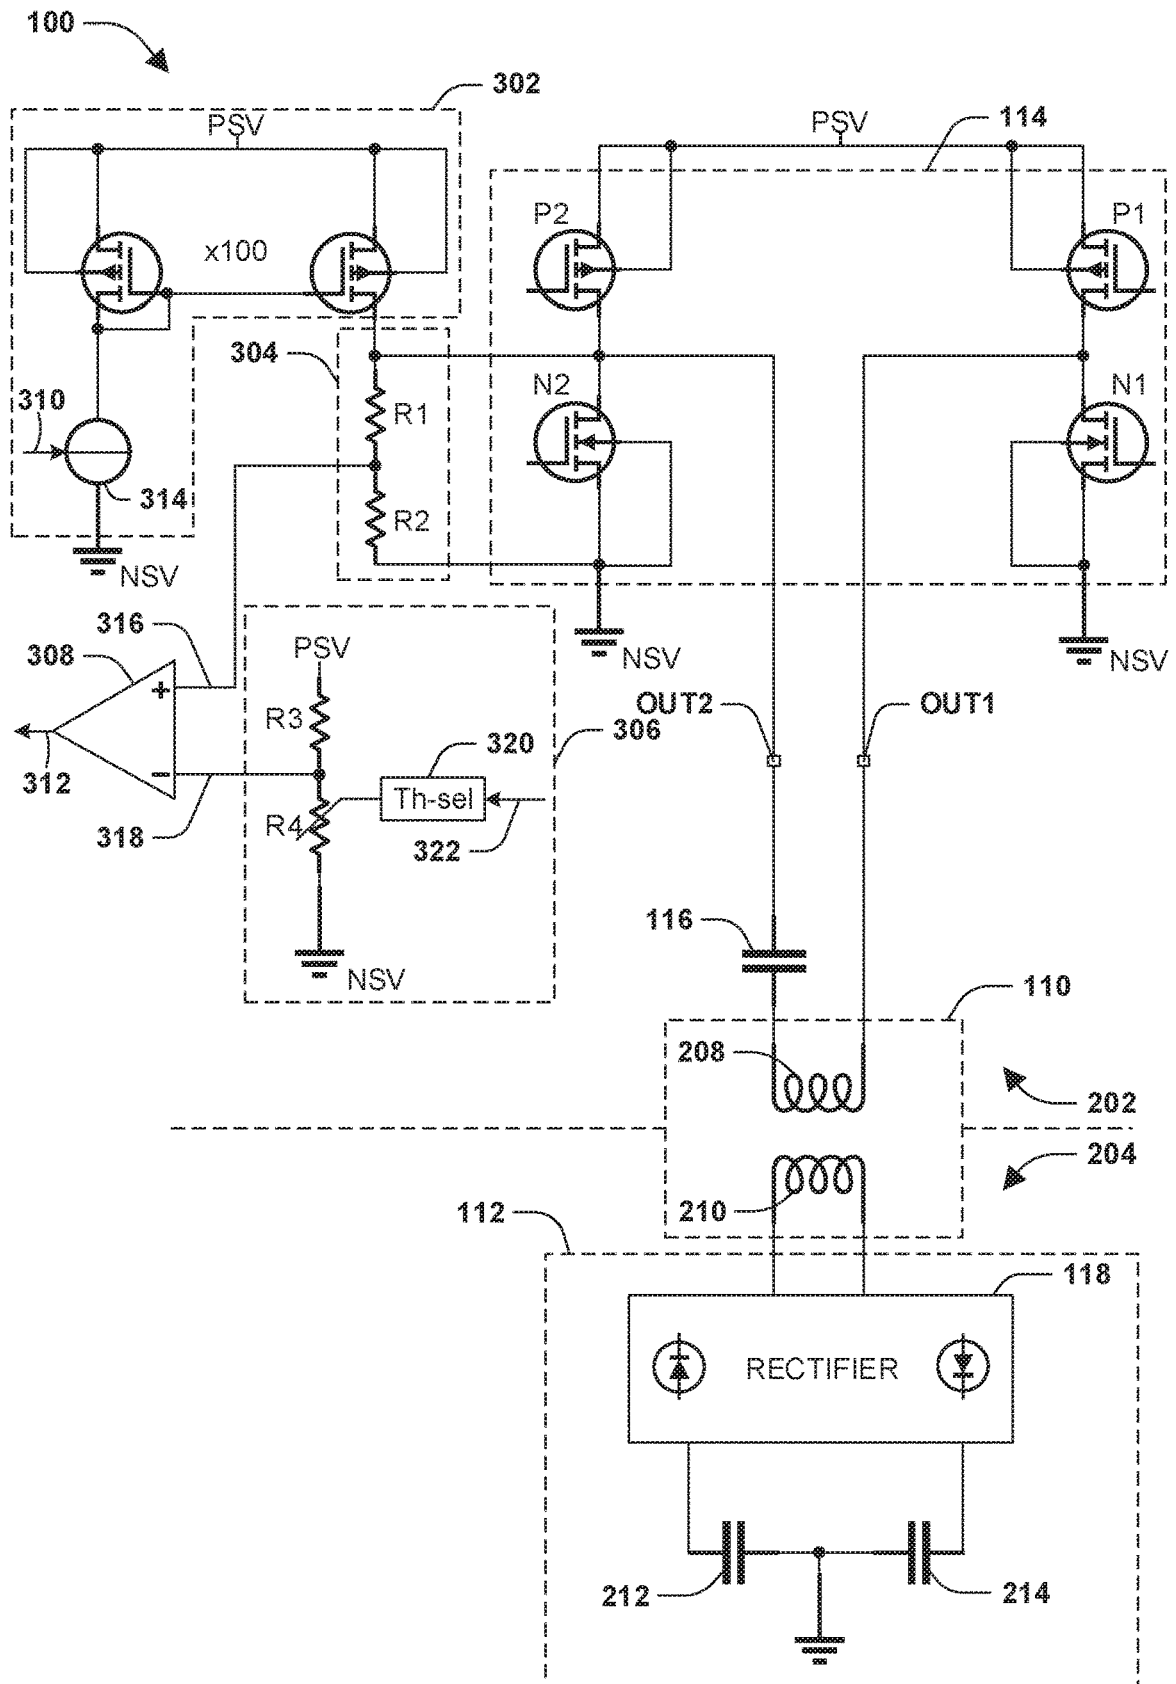 100
302
PSV
PSV
114
P2
P1
x100
304
R1
N2
N1
310
314
R2
NSV
316
NSV
NSV
308
PSV
+
R3
OUT2
OUT1
306
320
312
−
Th-sel
R4
318
322
116
NSV
110
208
202
204
210
112
118
RECTIFIER
212
214